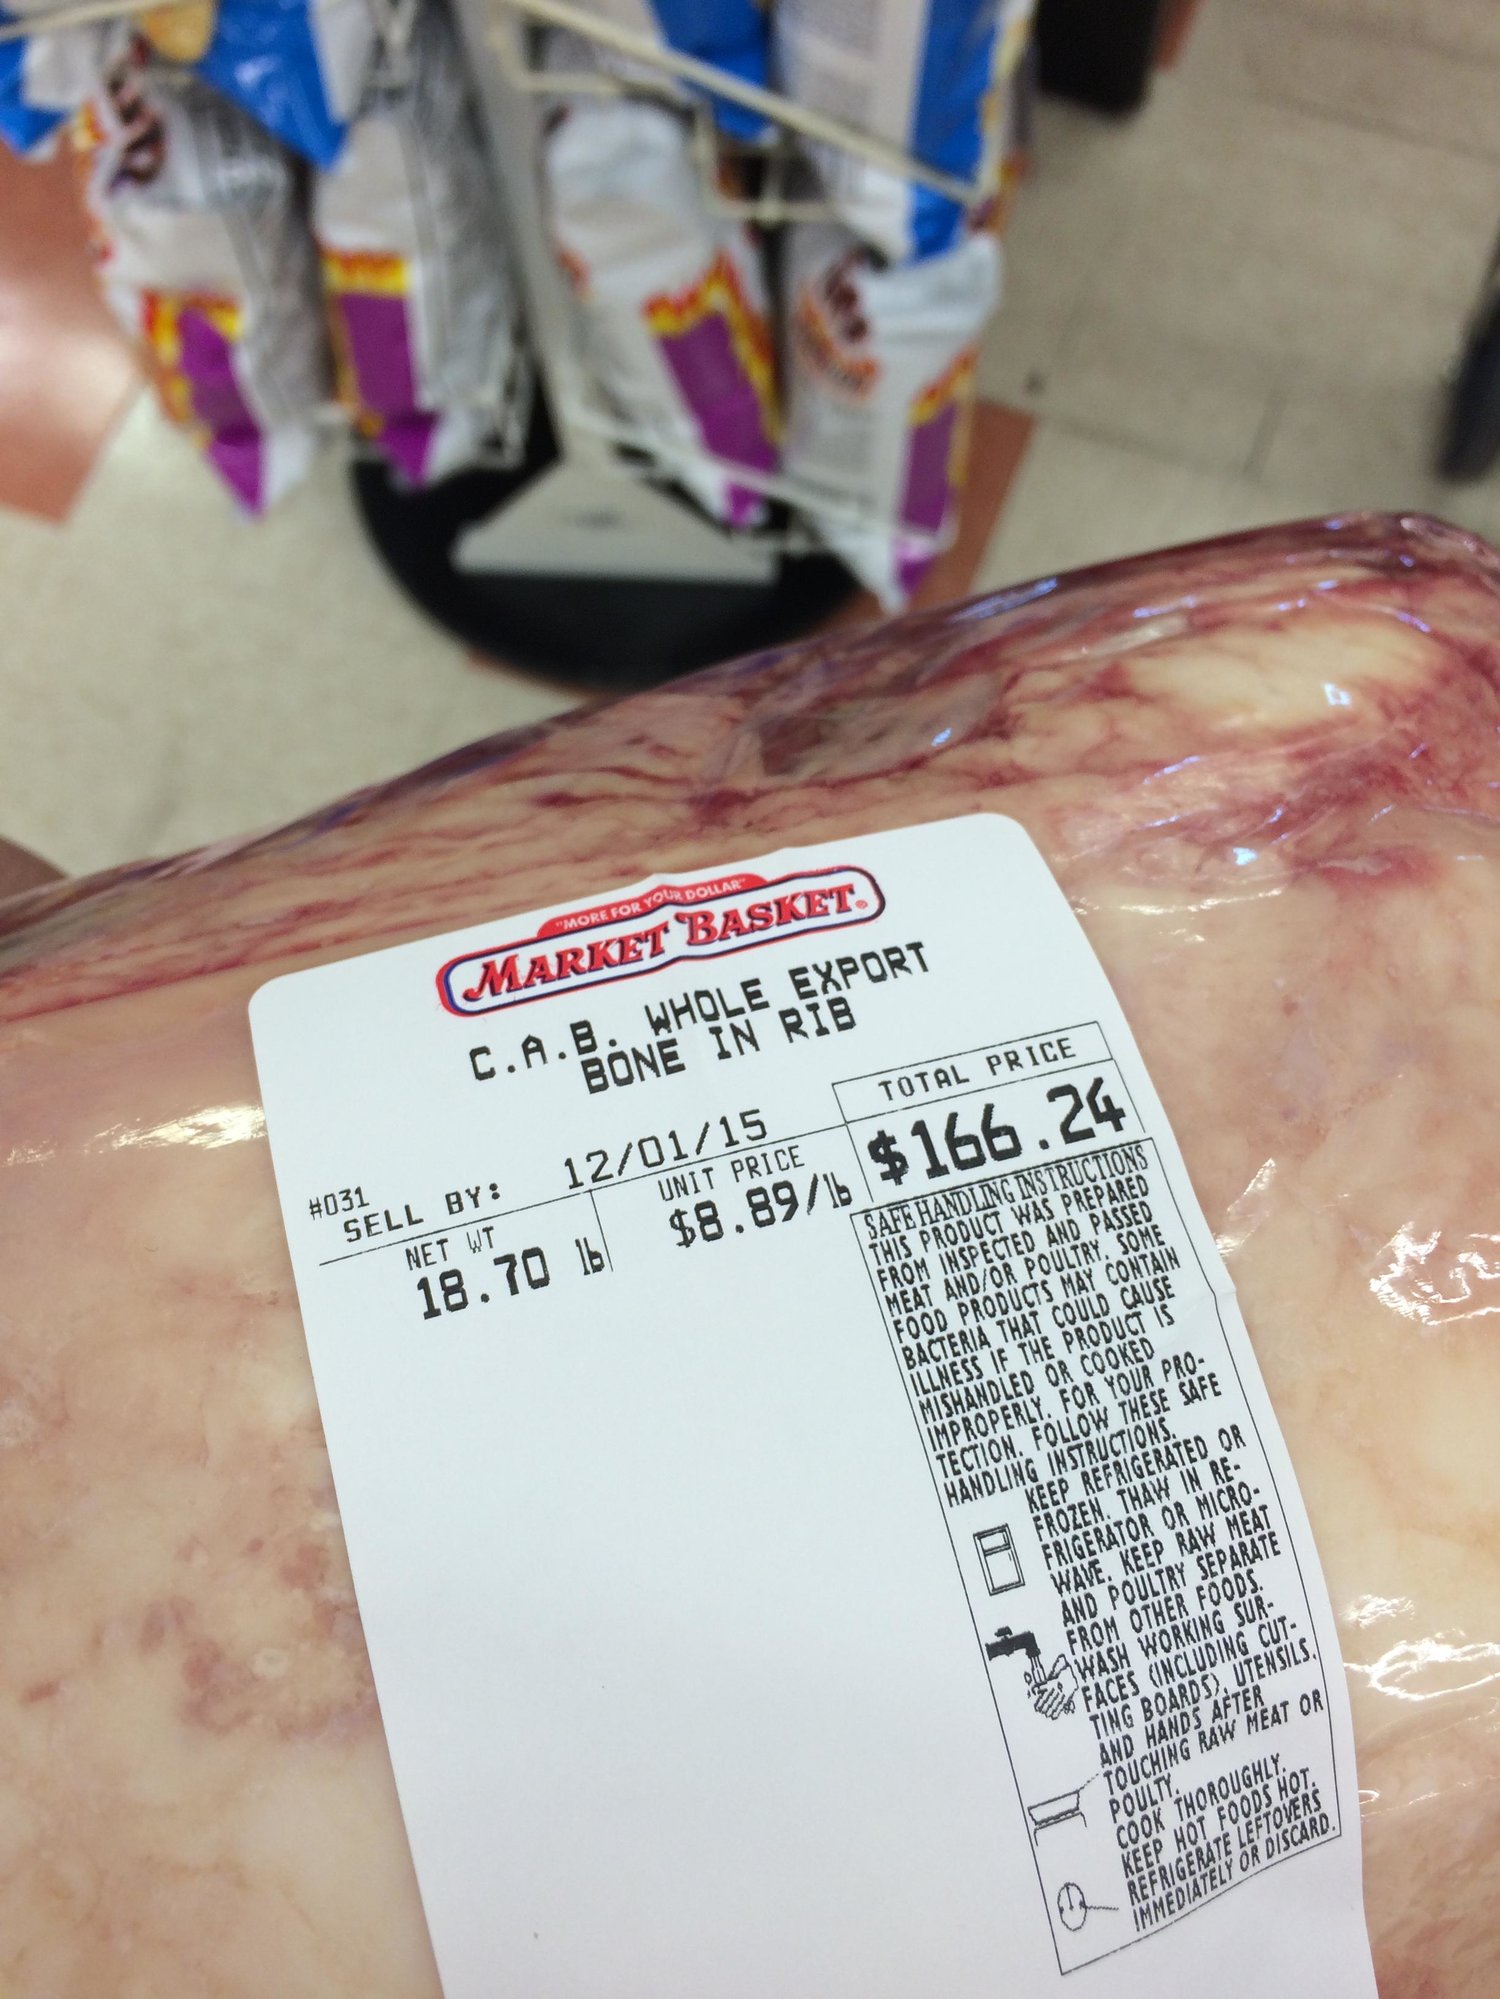 "MORE FOR YOUR DOLLAR"
MARKET BASKET®
C.A.B. WHOLE EXPORT
BONE IN RIB
#031
SELL BY: 12/01/15
NET WT
18.70 lb
UNIT PRICE
$8.89/lb
TOTAL PRICE
$166.24
SAFE HANDLING INSTRUCTIONS
THIS PRODUCT WAS PREPARED
FROM INSPECTED AND PASSED
MEAT AND/OR POULTRY. SOME
FOOD PRODUCTS MAY CONTAIN
BACTERIA THAT COULD CAUSE
ILLNESS IF THE PRODUCT IS
MISHANDLED OR COOKED
IMPROPERLY. FOR YOUR PRO-
TECTION, FOLLOW THESE SAFE
HANDLING INSTRUCTIONS.
KEEP REFRIGERATED OR
FROZEN. THAW IN RE-
FRIGERATOR OR MICRO-
WAVE. KEEP RAW MEAT
AND POULTRY SEPARATE
FROM OTHER FOODS.
WASH WORKING SUR-
FACES (INCLUDING CUT-
TING BOARDS), UTENSILS,
AND HANDS AFTER
TOUCHING RAW MEAT OR
POULTY.
COOK THOROUGHLY.
KEEP HOT FOODS HOT.
REFRIGERATE LEFTOVERS
IMMEDIATELY OR DISCARD.